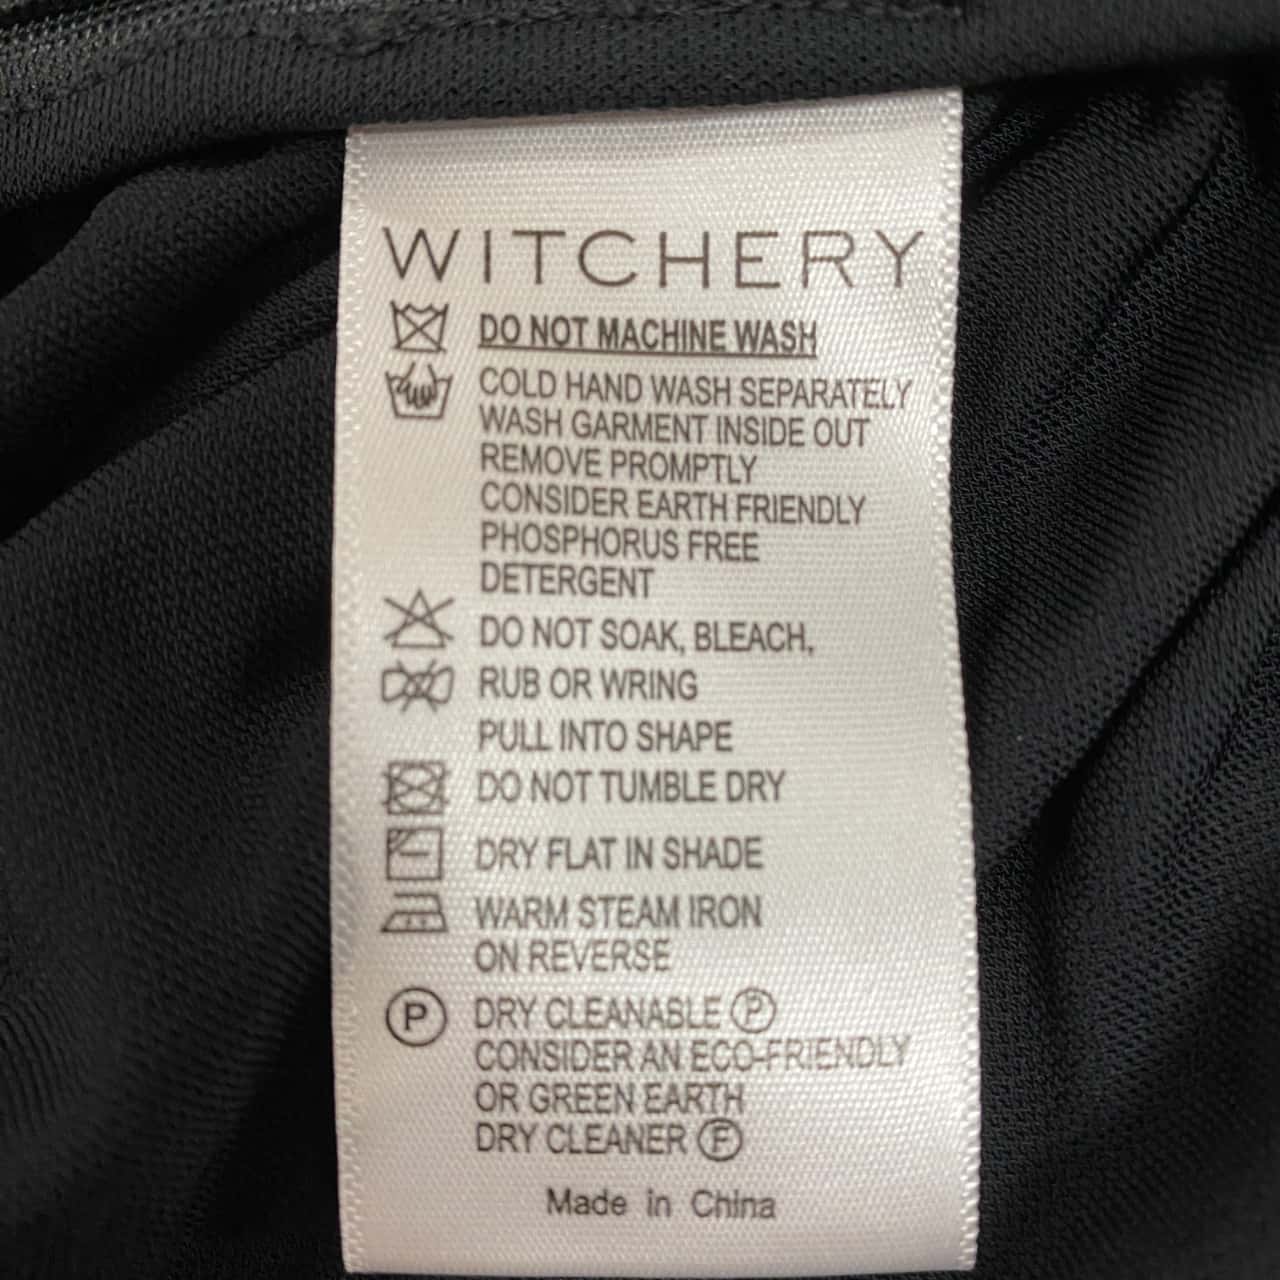 WITCHERY
DO NOT MACHINE WASH
COLD HAND WASH SEPARATELY
WASH GARMENT INSIDE OUT
REMOVE PROMPTLY
CONSIDER EARTH FRIENDLY
PHOSPHORUS FREE
DETERGENT
DO NOT SOAK, BLEACH,
RUB OR WRING
PULL INTO SHAPE
DO NOT TUMBLE DRY
DRY FLAT IN SHADE
WARM STEAM IRON
ON REVERSE
P DRY CLEANABLE P
CONSIDER AN ECO-FRIENDLY
OR GREEN EARTH
DRY CLEANER F
Made in China